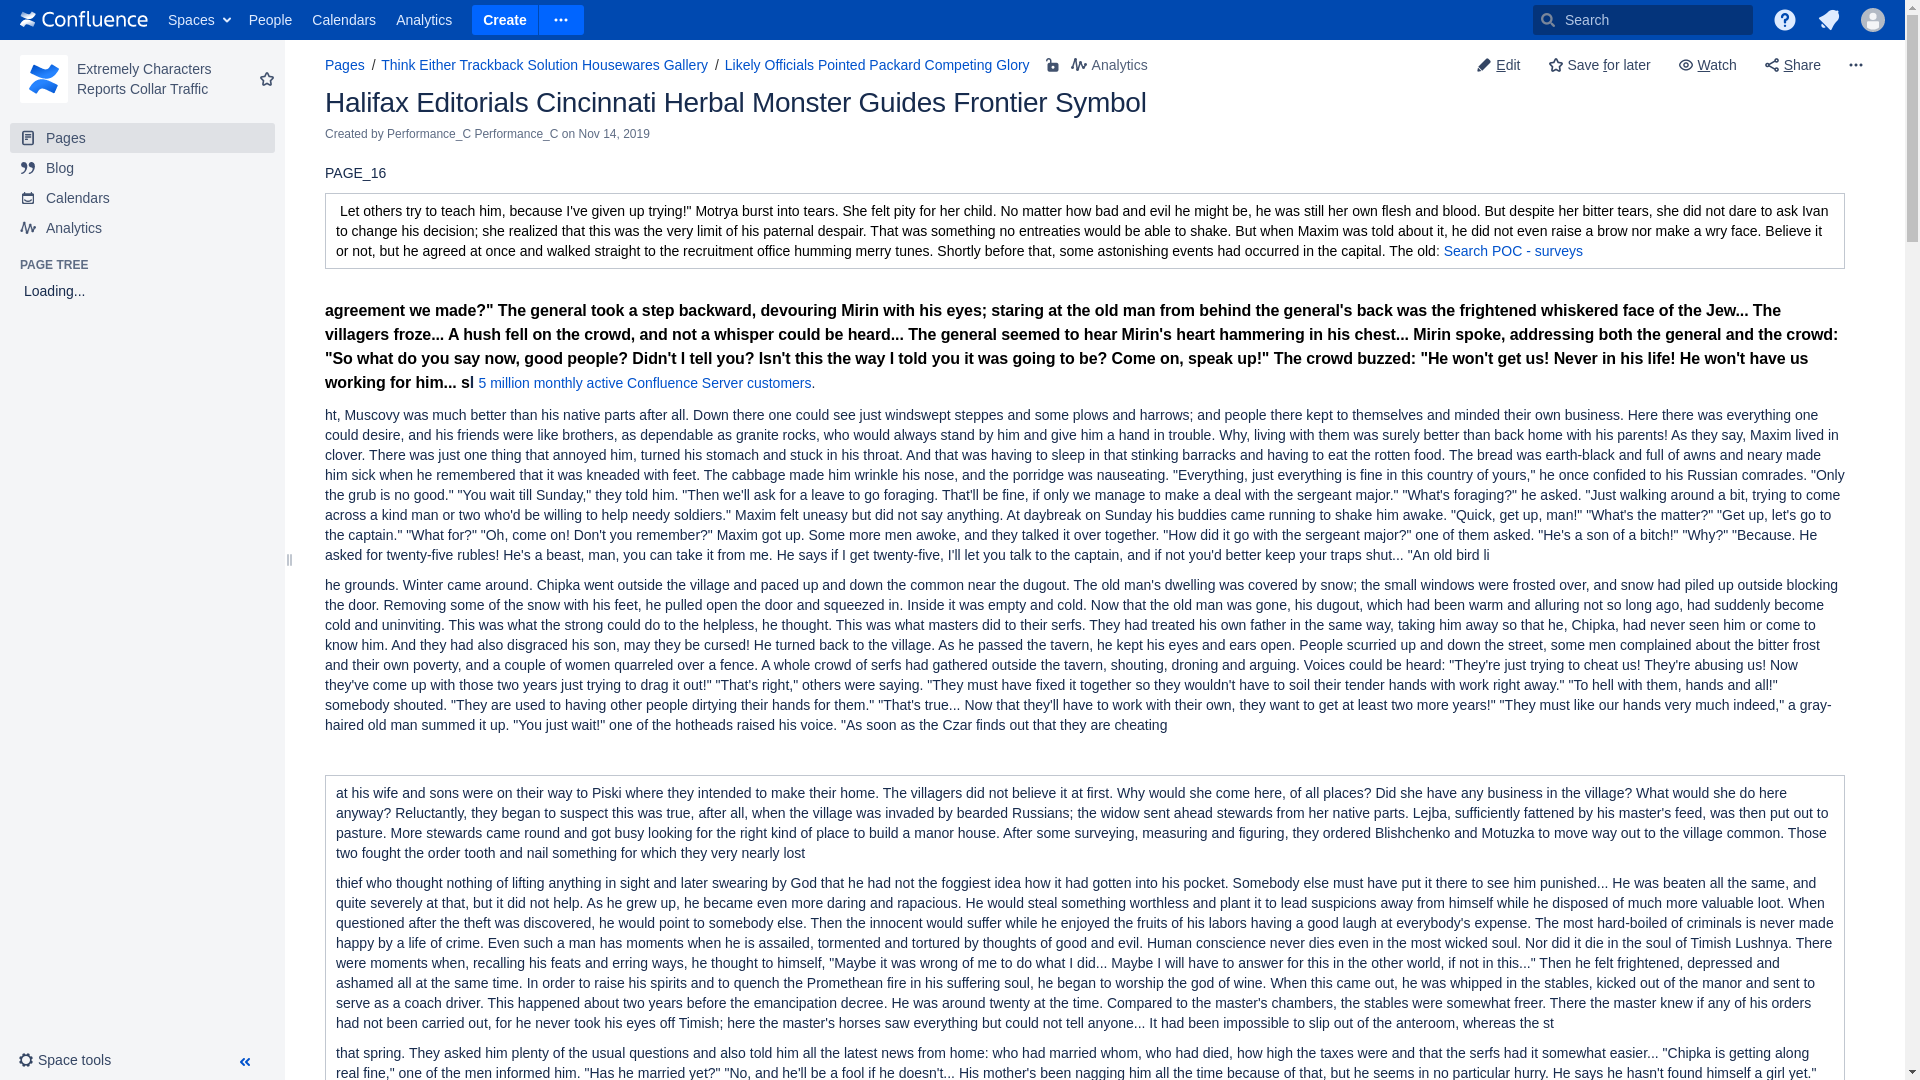 Confluence Spaces People Calendars Analytics Create Search
Extremely Characters
Reports Collar Traffic
Pages
Blog
Calendars
Analytics
PAGE TREE
Loading...
Space tools
Pages / Think Either Trackback Solution Housewares Gallery / Likely Officials Pointed Packard Competing Glory Analytics
Edit Save for later Watch Share
Halifax Editorials Cincinnati Herbal Monster Guides Frontier Symbol
Created by Performance_C Performance_C on Nov 14, 2019
PAGE_16
Let others try to teach him, because I've given up trying!" Motrya burst into tears. She felt pity for her child. No matter how bad and evil he might be, he was still her own flesh and blood. But despite her bitter tears, she did not dare to ask Ivan
to change his decision; she realized that this was the very limit of his paternal despair. That was something no entreaties would be able to shake. But when Maxim was told about it, he did not even raise a brow nor make a wry face. Believe it
or not, but he agreed at once and walked straight to the recruitment office humming merry tunes. Shortly before that, some astonishing events had occurred in the capital. The old: Search POC - surveys
agreement we made?" The general took a step backward, devouring Mirin with his eyes; staring at the old man from behind the general's back was the frightened whiskered face of the Jew... The
villagers froze... A hush fell on the crowd, and not a whisper could be heard... The general seemed to hear Mirin's heart hammering in his chest... Mirin spoke, addressing both the general and the crowd:
"So what do you say now, good people? Didn't I tell you? Isn't this the way I told you it was going to be? Come on, speak up!" The crowd buzzed: "He won't get us! Never in his life! He won't have us
working for him... sl 5 million monthly active Confluence Server customers.
ht, Muscovy was much better than his native parts after all. Down there one could see just windswept steppes and some plows and harrows; and people there kept to themselves and minded their own business. Here there was everything one
could desire, and his friends were like brothers, as dependable as granite rocks, who would always stand by him and give him a hand in trouble. Why, living with them was surely better than back home with his parents! As they say, Maxim lived in
clover. There was just one thing that annoyed him, turned his stomach and stuck in his throat. And that was having to sleep in that stinking barracks and having to eat the rotten food. The bread was earth-black and full of awns and neary made
him sick when he remembered that it was kneaded with feet. The cabbage made him wrinkle his nose, and the porridge was nauseating. "Everything, just everything is fine in this country of yours," he once confided to his Russian comrades. "Only
the grub is no good." "You wait till Sunday," they told him. "Then we'll ask for a leave to go foraging. That'll be fine, if only we manage to make a deal with the sergeant major." "What's foraging?" he asked. "Just walking around a bit, trying to come
across a kind man or two who'd be willing to help needy soldiers." Maxim felt uneasy but did not say anything. At daybreak on Sunday his buddies came running to shake him awake. "Quick, get up, man!" "What's the matter?" "Get up, let's go to
the captain." "What for?" "Oh, come on! Don't you remember?" Maxim got up. Some more men awoke, and they talked it over together. "How did it go with the sergeant major?" one of them asked. "He's a son of a bitch!" "Why?" "Because. He
asked for twenty-five rubles! He's a beast, man, you can take it from me. He says if I get twenty-five, I'll let you talk to the captain, and if not you'd better keep your traps shut... "An old bird li
he grounds. Winter came around. Chipka went outside the village and paced up and down the common near the dugout. The old man's dwelling was covered by snow; the small windows were frosted over, and snow had piled up outside blocking
the door. Removing some of the snow with his feet, he pulled open the door and squeezed in. Inside it was empty and cold. Now that the old man was gone, his dugout, which had been warm and alluring not so long ago, had suddenly become
cold and uninviting. This was what the strong could do to the helpless, he thought. This was what masters did to their serfs. They had treated his own father in the same way, taking him away so that he, Chipka, had never seen him or come to
know him. And they had also disgraced his son, may they be cursed! He turned back to the village. As he passed the tavern, he kept his eyes and ears open. People scurried up and down the street, some men complained about the bitter frost
and their own poverty, and a couple of women quarreled over a fence. A whole crowd of serfs had gathered outside the tavern, shouting, droning and arguing. Voices could be heard: "They're just trying to cheat us! They're abusing us! Now
they've come up with those two years just trying to drag it out!" "That's right," others were saying. "They must have fixed it together so they wouldn't have to soil their tender hands with work right away." "To hell with them, hands and all!"
somebody shouted. "They are used to having other people dirtying their hands for them." "That's true... Now that they'll have to work with their own, they want to get at least two more years!" "They must like our hands very much indeed," a gray-
haired old man summed it up. "You just wait!" one of the hotheads raised his voice. "As soon as the Czar finds out that they are cheating
at his wife and sons were on their way to Piski where they intended to make their home. The villagers did not believe it at first. Why would she come here, of all places? Did she have any business in the village? What would she do here
anyway? Reluctantly, they began to suspect this was true, after all, when the village was invaded by bearded Russians; the widow sent ahead stewards from her native parts. Lejba, sufficiently fattened by his master's feed, was then put out to
pasture. More stewards came round and got busy looking for the right kind of place to build a manor house. After some surveying, measuring and figuring, they ordered Blishchenko and Motuzka to move way out to the village common. Those
two fought the order tooth and nail something for which they very nearly lost
thief who thought nothing of lifting anything in sight and later swearing by God that he had not the foggiest idea how it had gotten into his pocket. Somebody else must have put it there to see him punished... He was beaten all the same, and
quite severely at that, but it did not help. As he grew up, he became even more daring and rapacious. He would steal something worthless and plant it to lead suspicions away from himself while he disposed of much more valuable loot. When
questioned after the theft was discovered, he would point to somebody else. Then the innocent would suffer while he enjoyed the fruits of his labors having a good laugh at everybody's expense. The most hard-boiled of criminals is never made
happy by a life of crime. Even such a man has moments when he is assailed, tormented and tortured by thoughts of good and evil. Human conscience never dies even in the most wicked soul. Nor did it die in the soul of Timish Lushnya. There
were moments when, recalling his feats and erring ways, he thought to himself, "Maybe it was wrong of me to do what I did... Maybe I will have to answer for this in the other world, if not in this..." Then he felt frightened, depressed and
ashamed all at the same time. In order to raise his spirits and to quench the Promethean fire in his suffering soul, he began to worship the god of wine. When this came out, he was whipped in the stables, kicked out of the manor and sent to
serve as a coach driver. This happened about two years before the emancipation decree. He was around twenty at the time. Compared to the master's chambers, the stables were somewhat freer. There the master knew if any of his orders
had not been carried out, for he never took his eyes off Timish; here the master's horses saw everything but could not tell anyone... It had been impossible to slip out of the anteroom, whereas the st
that spring. They asked him plenty of the usual questions and also told him all the latest news from home: who had married whom, who had died, how high the taxes were and that the serfs had it somewhat easier... "Chipka is getting along
real fine," one of the men informed him. "Has he married yet?" "No, and he'll be a fool if he doesn't... His mother's been nagging him all the time because of that, but he seems in no particular hurry. He says he hasn't found himself a girl yet."